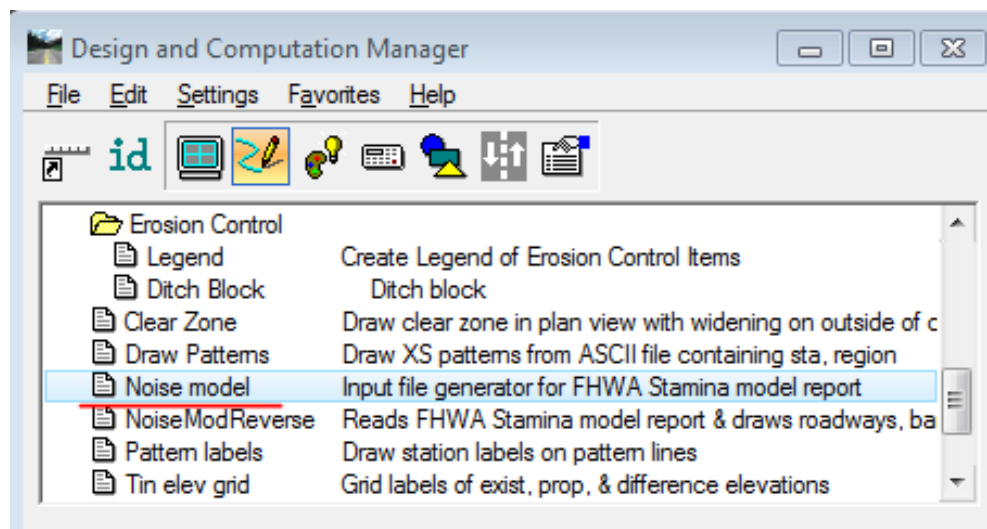 Design and Computation Manager
File Edit Settings Favorites Help
id
Erosion Control
Legend Create Legend of Erosion Control Items
Ditch Block Ditch block
Clear Zone Draw clear zone in plan view with widening on outside of c
Draw Patterns Draw XS patterns from ASCII file containing sta, region
Noise model Input file generator for FHWA Stamina model report
NoiseModReverse Reads FHWA Stamina model report & draws roadways, ba
Pattern labels Draw station labels on pattern lines
Tin elev grid Grid labels of exist, prop, & difference elevations